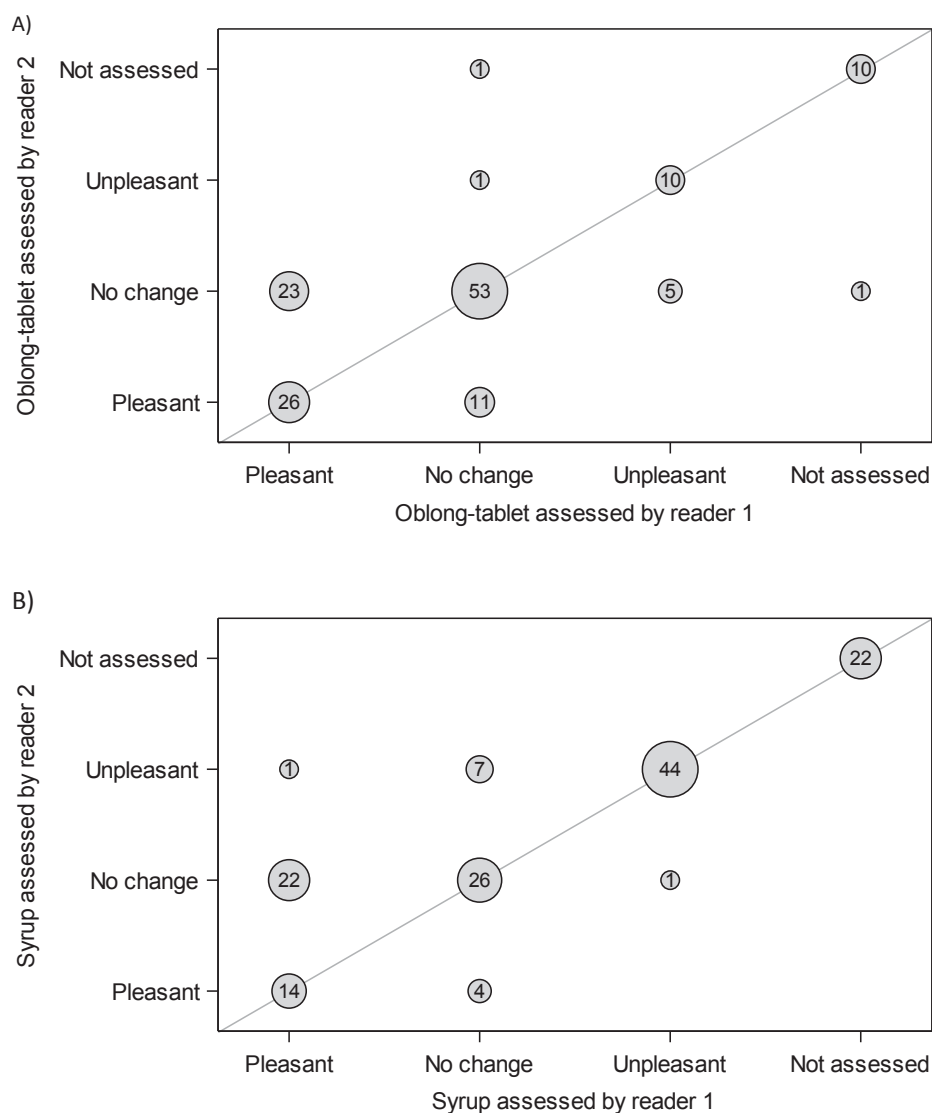 A)
Oblong-tablet assessed by reader 2
Not assessed
1
10
Unpleasant
1
10
No change
23
53
5
1
Pleasant
26
11
Pleasant
No change
Unpleasant
Not assessed
Oblong-tablet assessed by reader 1
B)
Syrup assessed by reader 2
Not assessed
22
Unpleasant
1
7
44
No change
22
26
1
Pleasant
14
4
Pleasant
No change
Unpleasant
Not assessed
Syrup assessed by reader 1